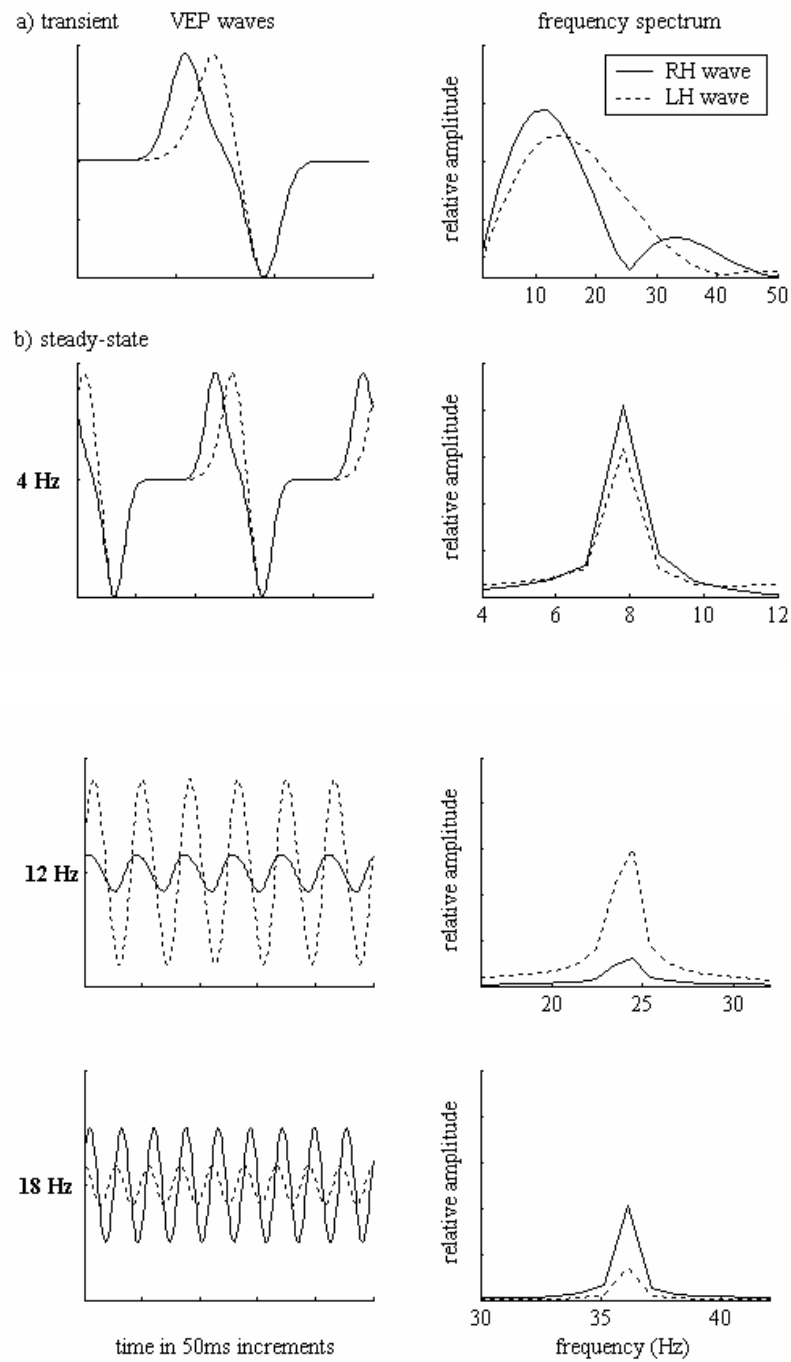 a) transient
VEP waves
frequency spectrum
RH wave
LH wave
relative amplitude
10 20 30 40 50
b) steady-state
4 Hz
relative amplitude
4 6 8 10 12
12 Hz
relative amplitude
20 25 30
18 Hz
relative amplitude
30 35 40
time in 50ms increments
frequency (Hz)